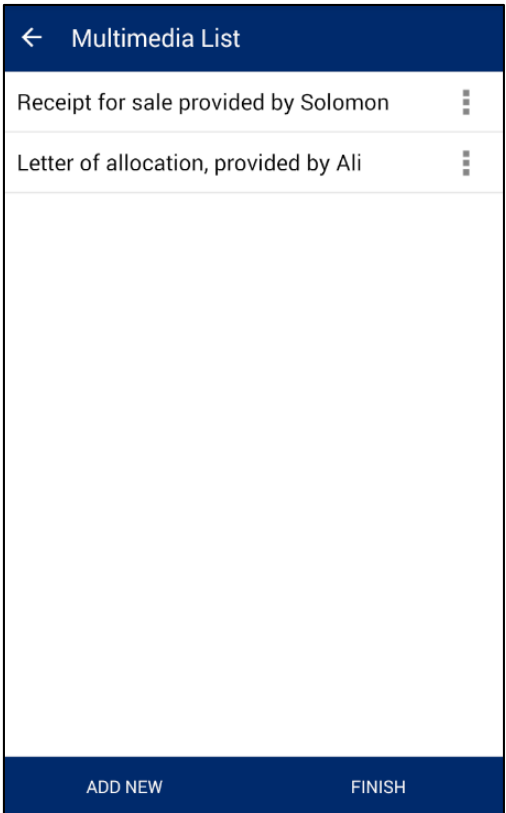 Multimedia List
Receipt for sale provided by Solomon
Letter of allocation, provided by Ali
ADD NEW FINISH